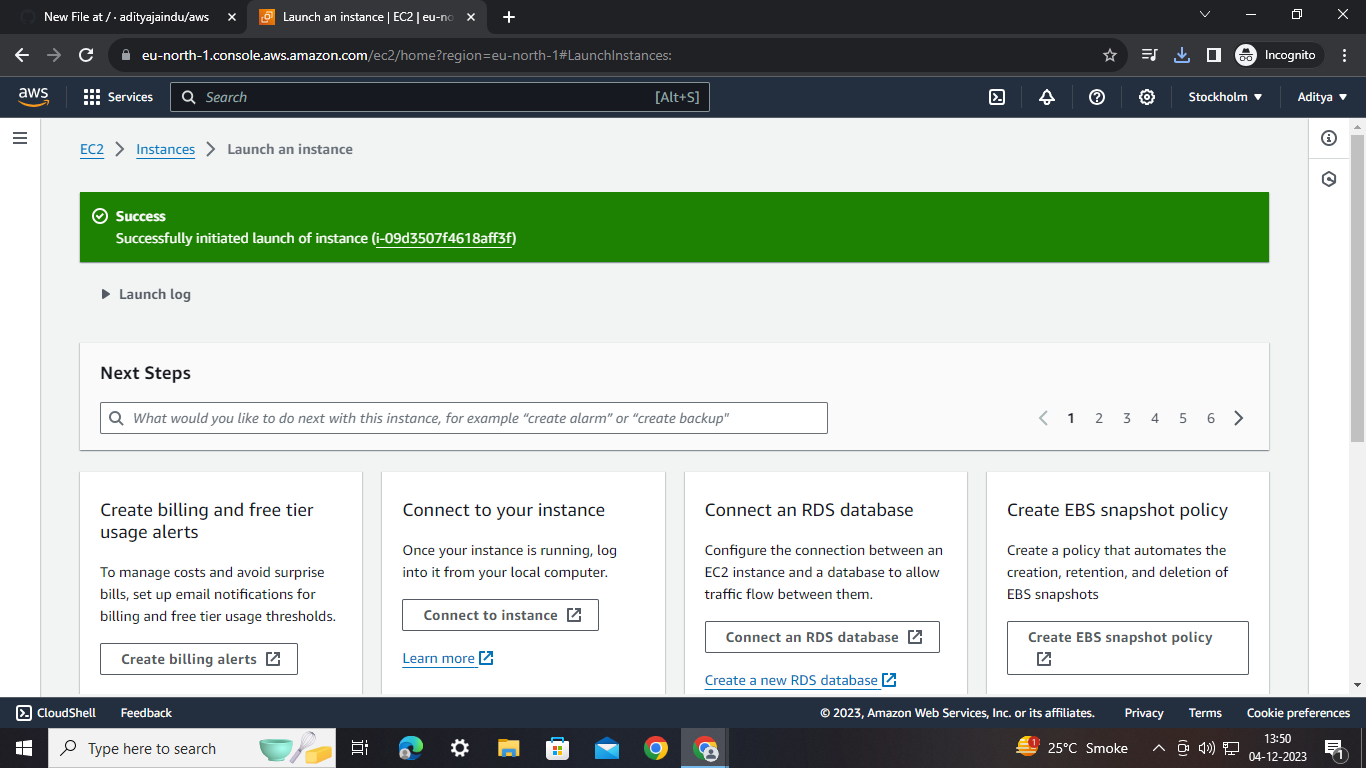 New File at / · adityajaindu/aws
Launch an instance | EC2 | eu-no
eu-north-1.console.aws.amazon.com/ec2/home?region=eu-north-1#LaunchInstances:
Incognito
aws
Services
Search
[Alt+S]
Stockholm
Aditya
EC2
Instances
Launch an instance
Success
Successfully initiated launch of instance (i-09d3507f4618aff3f)
Launch log
Next Steps
What would you like to do next with this instance, for example “create alarm” or “create backup"
1 2 3 4 5 6
Create billing and free tier
usage alerts
To manage costs and avoid surprise
bills, set up email notifications for
billing and free tier usage thresholds.
Create billing alerts
Connect to your instance
Once your instance is running, log
into it from your local computer.
Connect to instance
Learn more
Connect an RDS database
Configure the connection between an
EC2 instance and a database to allow
traffic flow between them.
Connect an RDS database
Create a new RDS database
Create EBS snapshot policy
Create a policy that automates the
creation, retention, and deletion of
EBS snapshots
Create EBS snapshot policy
CloudShell
Feedback
© 2023, Amazon Web Services, Inc. or its affiliates.
Privacy
Terms
Cookie preferences
Type here to search
1
25°C Smoke
13:50
04-12-2023
1